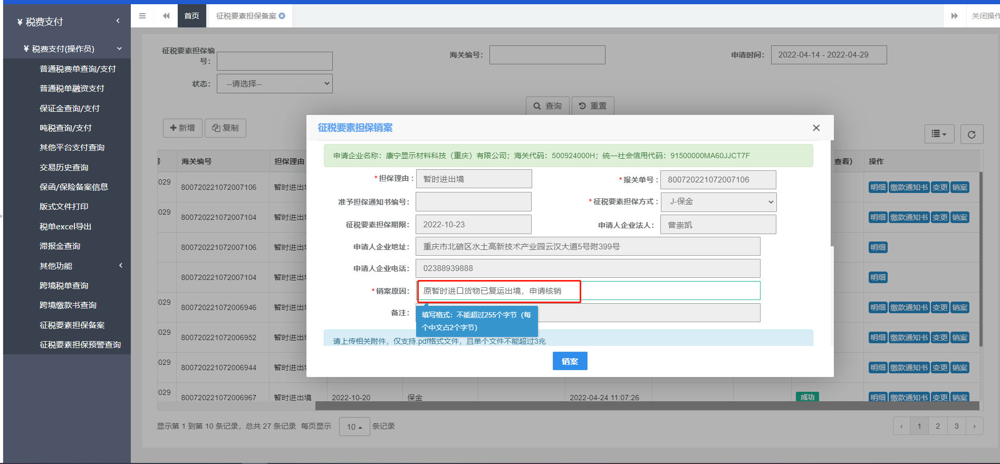 ¥ 税费支付
¥ 税费支付(操作员)
普通税费单查询/支付
普通税单融资支付
保证金查询/支付
吨税查询/支付
其他平台支付查询
交易历史查询
保函/保险备案信息
版式文件打印
税单excel导出
滞报金查询
其他功能
跨境税单查询
跨境缴款书查询
征税要素担保备案
征税要素担保预警查询
首页
征税要素担保备案
关闭操作
征税要素担保编号：
海关编号：
申请时间：
2022-04-14 - 2022-04-29
状态：
--请选择--
查询
重置
新增
复制
征税要素担保销案
申请企业名称：康宁显示材料科技（重庆）有限公司；海关代码：500924000H；统一社会信用代码：91500000MA60JJCT7F
*担保理由：
暂时进出境
*报关单号：
800720221072007106
准予担保通知书编号：
*征税要素担保方式：
J-保金
征税要素担保期限：
2022-10-23
申请人企业法人：
曾崇凯
申请人企业地址：
重庆市北碚区水土高新技术产业园云汉大道5号附399号
申请人企业电话：
02388939888
*销案原因：
原暂时进口货物已复运出境，申请核销
备注：
填写格式：不能超过255个字节（每
个中文占2个字节）
请上传相关附件，仅支持.pdf格式文件，且单个文件不能超过3兆
销案
海关编号 担保理由 查看） 操作
0029 800720221072007106 暂时进出 明细 缴款通知书 变更 销案
0029 800720221072007104 暂时进出 明细 缴款通知书 变更 销案
800720221072007106 暂时进出 明细
800720221072007104 暂时进出 明细
0029 800720221072006946 暂时进出 明细 缴款通知书 变更 销案
0029 800720221072006952 暂时进出 明细 缴款通知书 变更 销案
0029 800720221072006944 暂时进出 明细 缴款通知书 变更 销案
0029 800720221072006967 暂时进出境 2022-10-20 保金 2022-04-24 11:07:26 成功 明细 缴款通知书 变更 销案
显示第 1 到第 10 条记录，总共 27 条记录 每页显示 10 条记录
‹ 1 2 3 ›